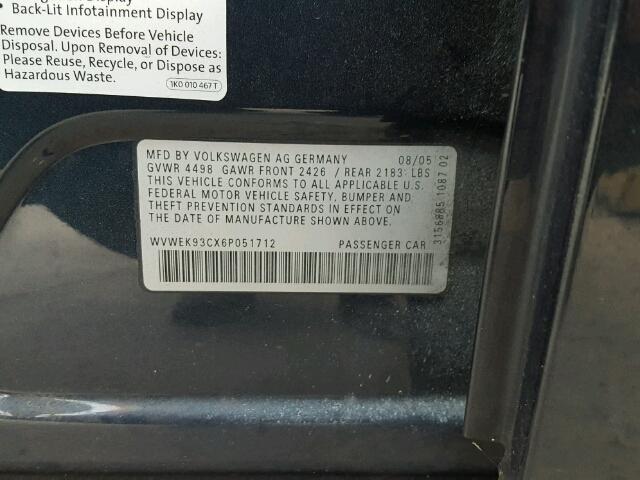 Back-Lit Infotainment Display
Remove Devices Before Vehicle
Disposal. Upon Removal of Devices:
Please Reuse, Recycle, or Dispose as
Hazardous Waste.
1K0 010 467 T
MFD BY VOLKSWAGEN AG GERMANY 08/05
GVWR 4498 GAWR FRONT 2426 / REAR 2183 LBS
THIS VEHICLE CONFORMS TO ALL APPLICABLE U.S.
FEDERAL MOTOR VEHICLE SAFETY, BUMPER AND
THEFT PREVENTION STANDARDS IN EFFECT ON
THE DATE OF MANUFACTURE SHOWN ABOVE.
WVWEK93CX6P051712 PASSENGER CAR
1087 02